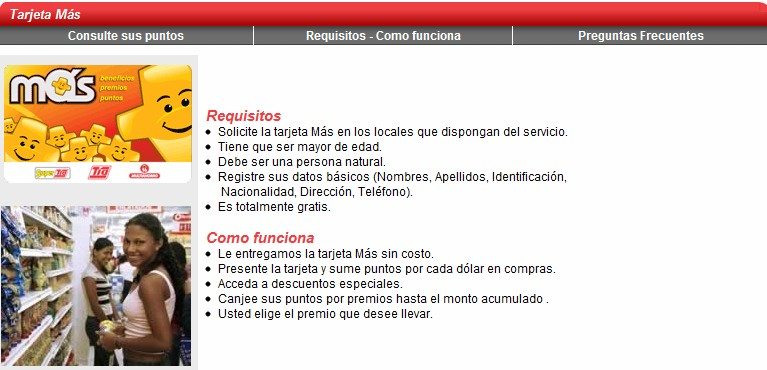 Tarjeta Más
Consulte sus puntos
Requisitos - Como funciona
Preguntas Frecuentes
más
beneficios
premios
puntos
Super
TÍa
Requisitos
Solicite la tarjeta Más en los locales que dispongan del servicio.
Tiene que ser mayor de edad.
Debe ser una persona natural.
Registre sus datos básicos (Nombres, Apellidos, Identificación,
Nacionalidad, Dirección, Teléfono).
Es totalmente gratis.
Como funciona
Le entregamos la tarjeta Más sin costo.
Presente la tarjeta y sume puntos por cada dólar en compras.
Acceda a descuentos especiales.
Canjee sus puntos por premios hasta el monto acumulado .
Usted elige el premio que desee llevar.